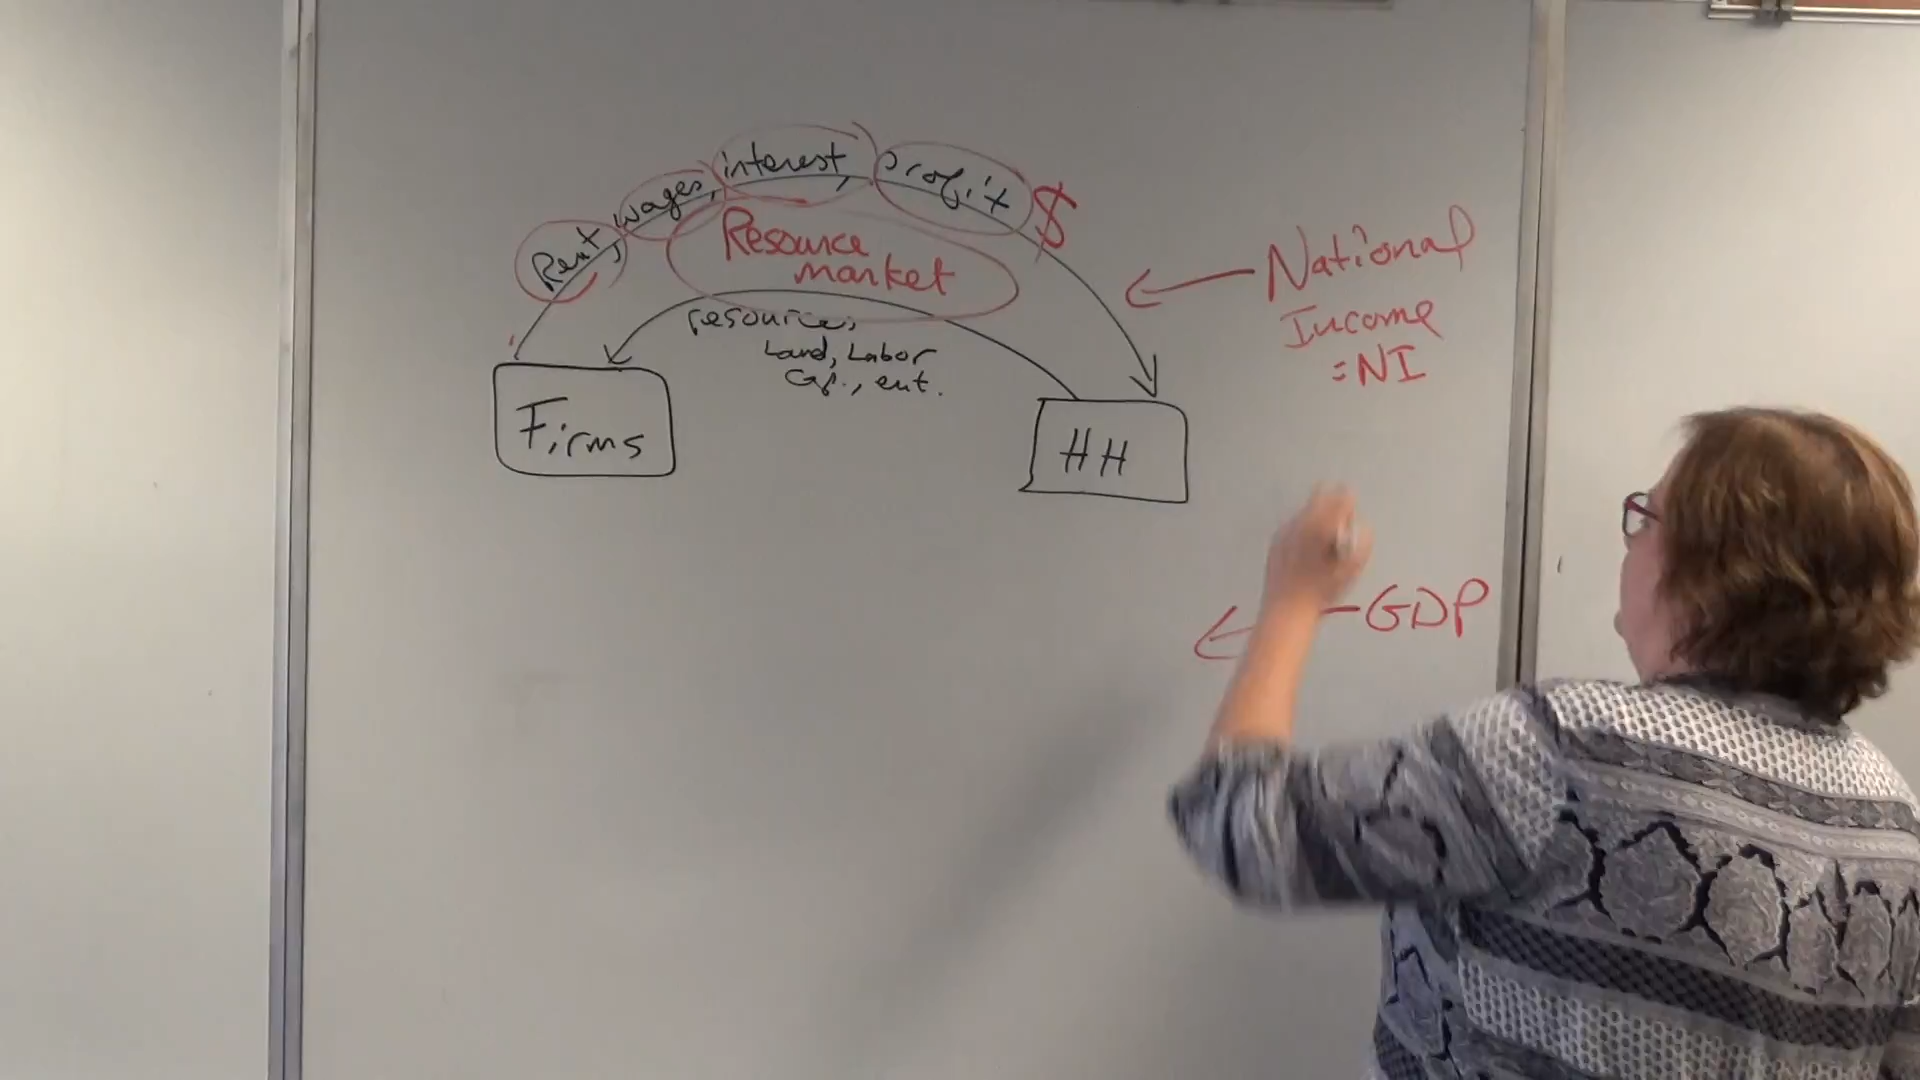 Rent, wages, interest, profit $
Resource
market
resources
Land, Labor
Cap., ent.
National
Income
= NI
Firms
HH
GDP